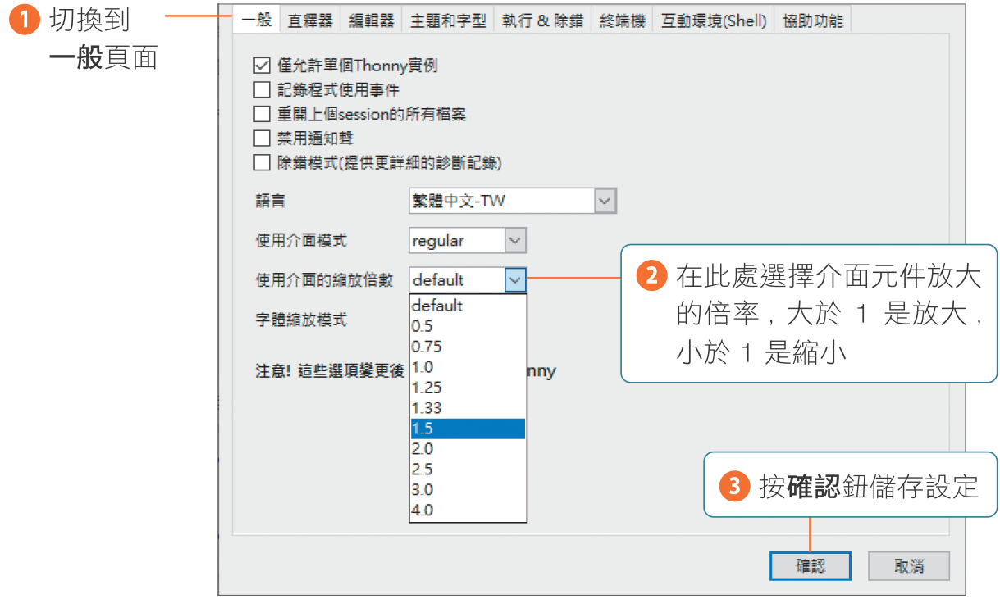 1 切換到
一般頁面
一般 直譯器 編輯器 主題和字型 執行 & 除錯 終端機 互動環境(Shell) 協助功能
僅允許單個Thonny實例
記錄程式使用事件
重開上個session的所有檔案
禁用通知聲
除錯模式(提供更詳細的診斷記錄)
語言 繁體中文-TW
使用介面模式 regular
使用介面的縮放倍數 default
字體縮放模式
注意! 這些選項變更後 nny
default
0.5
0.75
1.0
1.25
1.33
1.5
2.0
2.5
3.0
4.0
2 在此處選擇介面元件放大
的倍率，大於 1 是放大，
小於 1 是縮小
3 按確認鈕儲存設定
確認 取消